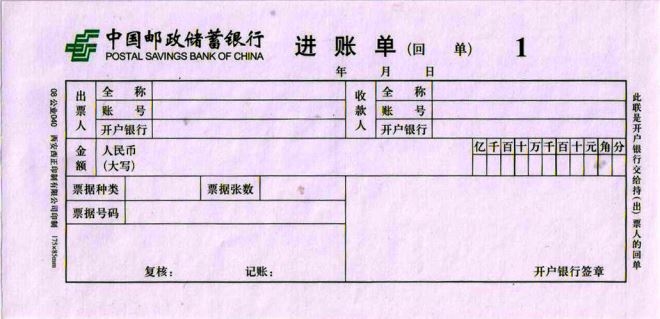 中国邮政储蓄银行 进账单(回单) 1
POSTAL SAVINGS BANK OF CHINA
年 月 日
出票人
全称
账号
开户银行
收款人
全称
账号
开户银行
金额
人民币
(大写)
亿千百十万千百十元角分
票据种类 票据张数
票据号码
复核: 记账: 开户银行签章
08公业040 西安西正印制有限公司印制 175×85mm
此联是开户银行交给持(出)票人的回单